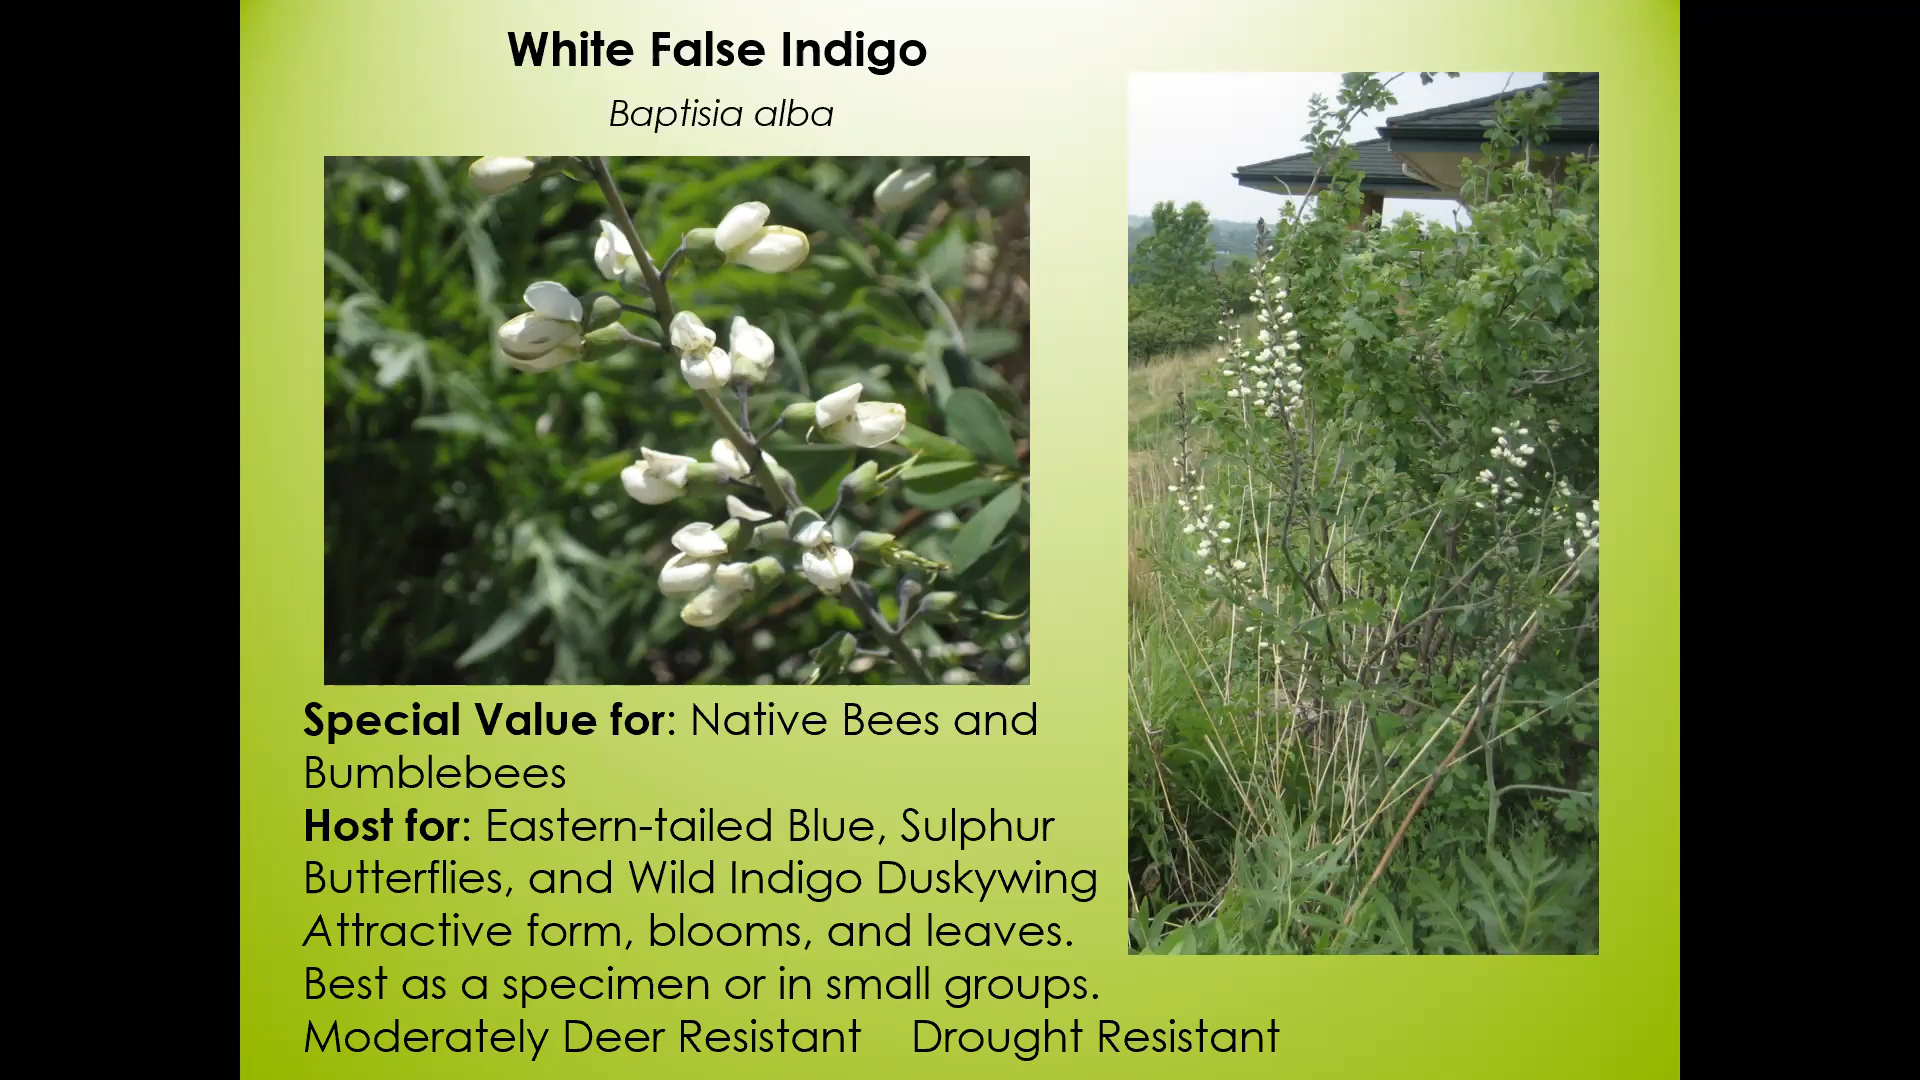 White False Indigo
Baptisia alba
Special Value for: Native Bees and
Bumblebees
Host for: Eastern-tailed Blue, Sulphur
Butterflies, and Wild Indigo Duskywing
Attractive form, blooms, and leaves.
Best as a specimen or in small groups.
Moderately Deer Resistant    Drought Resistant